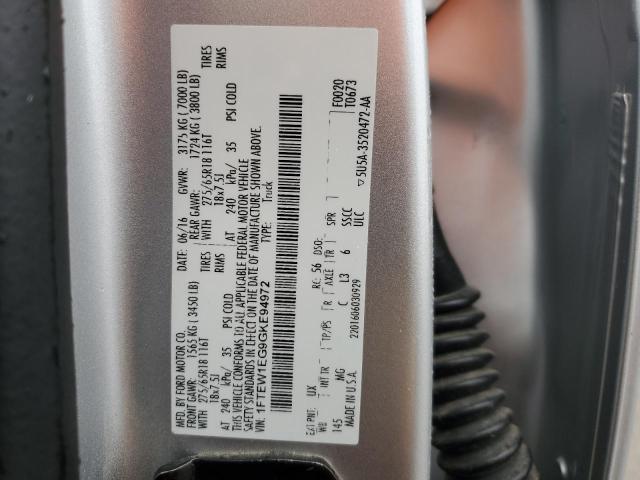 MFD. BY FORD MOTOR CO.
DATE: 06/16 GVWR: 3175 KG ( 7000 LB)
FRONT GAWR: 1565 KG ( 3450 LB) REAR GAWR: 1724 KG ( 3800 LB)
WITH 275/65R18 116T TIRES WITH 275/65R18 116T TIRES
18x7.5J RIMS 18x7.5J RIMS
AT 240 kPa/ 35 PSI COLD AT 240 kPa/ 35 PSI COLD
THIS VEHICLE CONFORMS TO ALL APPLICABLE FEDERAL MOTOR VEHICLE
SAFETY STANDARDS IN EFFECT ON THE DATE OF MANUFACTURE SHOWN ABOVE.
VIN: 1FTEW1EG9GKE94972 TYPE: Truck
F0020
T0673
EXT PNT: UX RC: 56 DSO:
WB INT TR TP/PS R AXLE TR SPR
145 MG C L3 6 SSCC
ULC
MADE IN U.S.A. 2201606030929 5U5A-3520472-AA